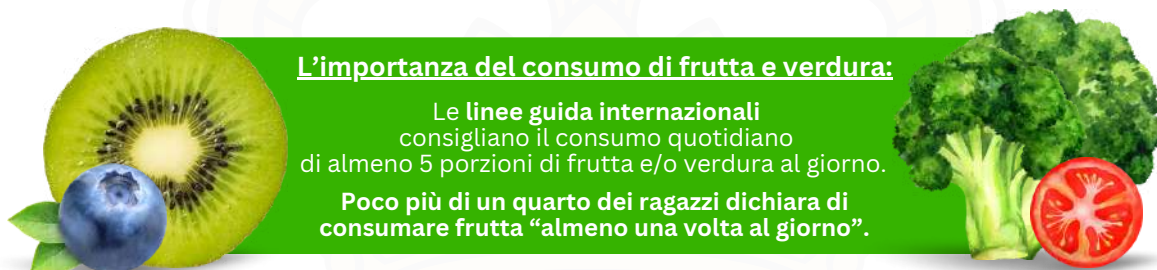 L’importanza del consumo di frutta e verdura:
Le linee guida internazionali
consigliano il consumo quotidiano
di almeno 5 porzioni di frutta e/o verdura al giorno.
Poco più di un quarto dei ragazzi dichiara di
consumare frutta “almeno una volta al giorno”.